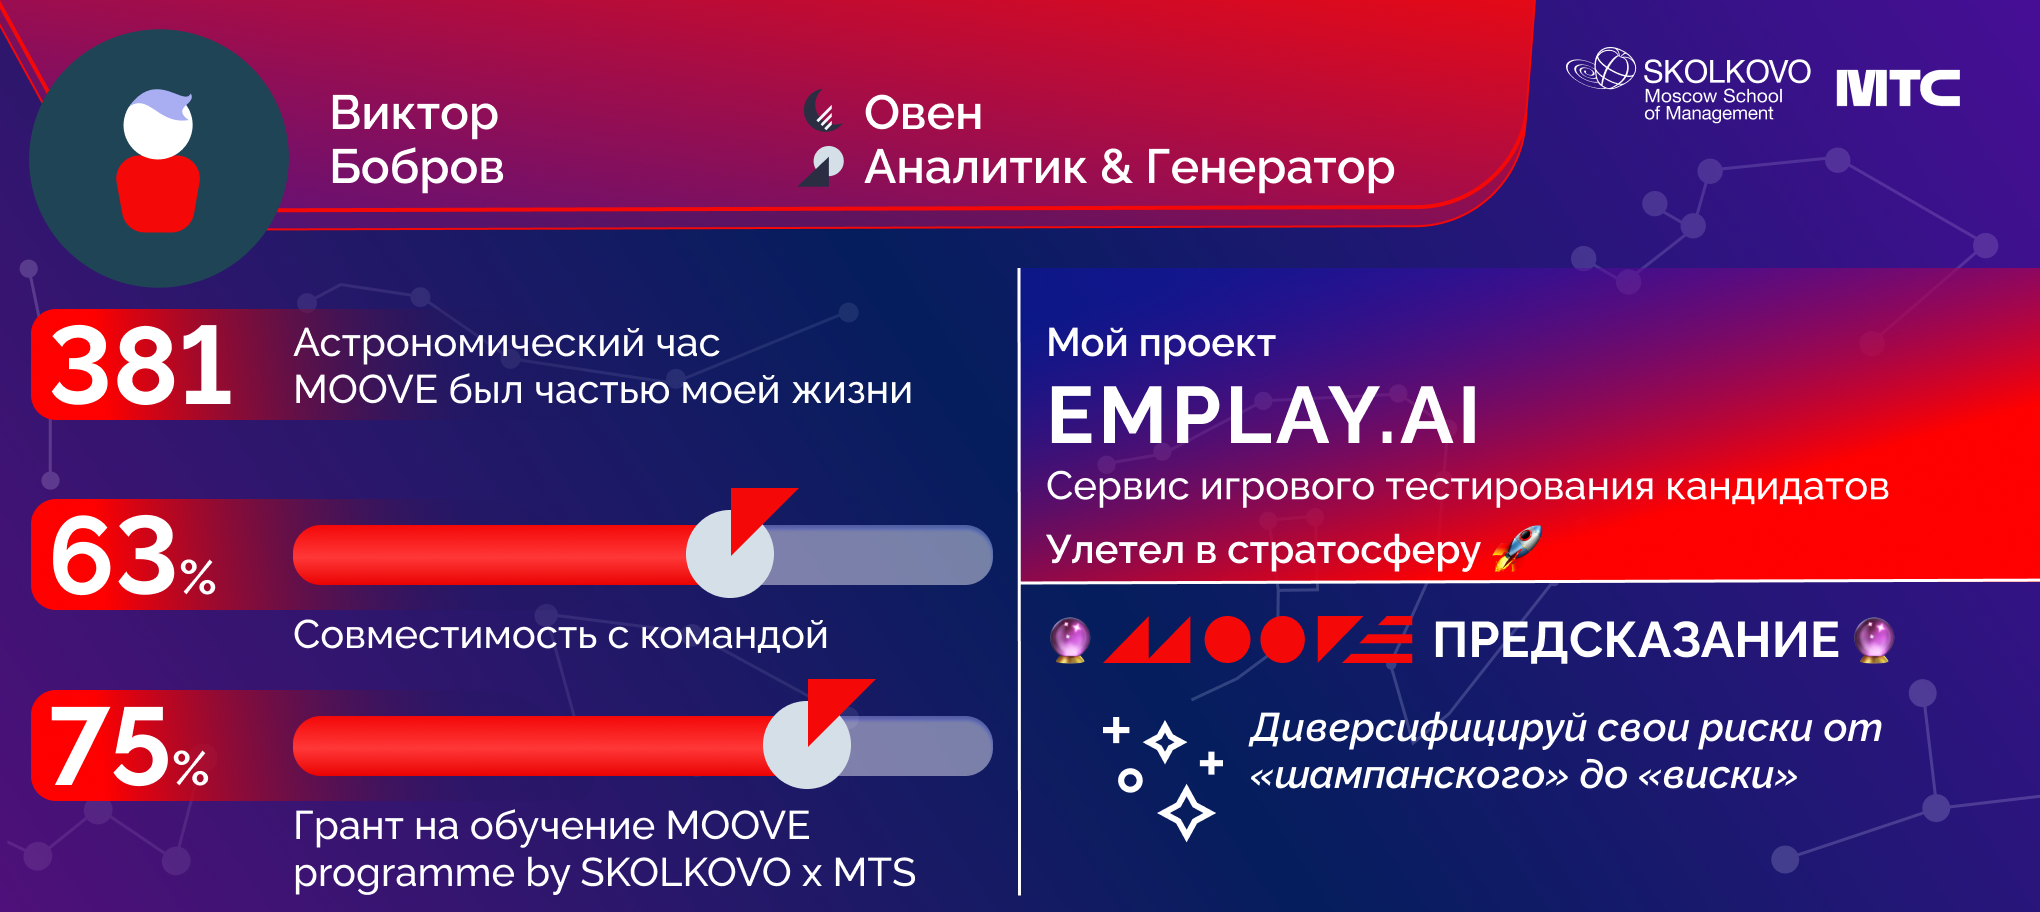 Виктор
Бобров
Овен
Аналитик & Генератор
SKOLKOVO
Moscow School
of Management
МТС
381
Астрономический час
MOOVE был частью моей жизни
63%
Совместимость с командой
75%
Грант на обучение MOOVE
programme by SKOLKOVO x MTS
Мой проект
EMPLAY.AI
Сервис игрового тестирования кандидатов
Улетел в стратосферу 🚀
🔮 MOOVE ПРЕДСКАЗАНИЕ 🔮
Диверсифицируй свои риски от
«шампанского» до «виски»